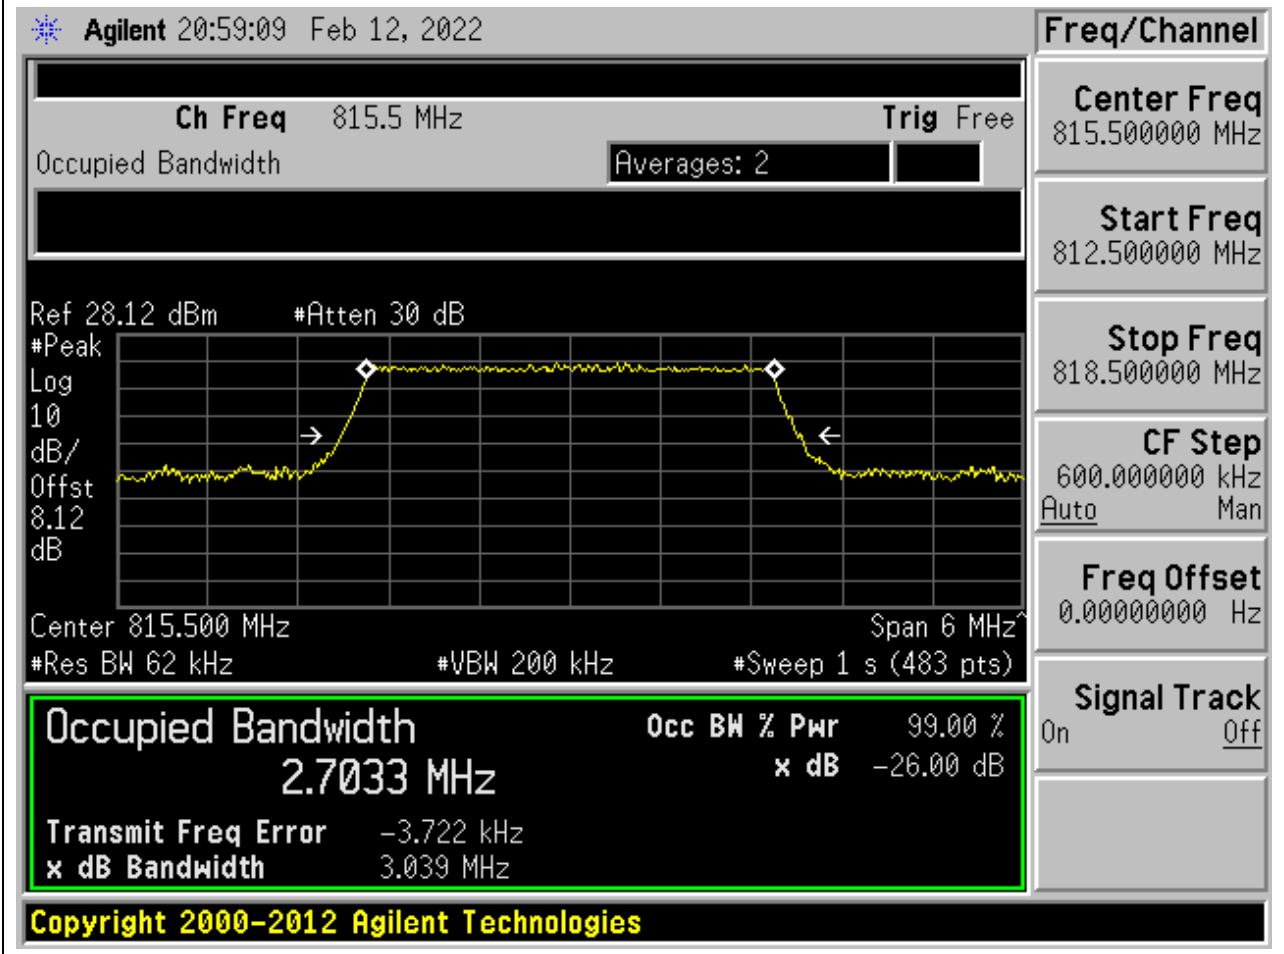 Agilent 20:59:09 Feb 12, 2022
Ch Freq 815.5 MHz Trig Free
Occupied Bandwidth Averages: 2
Ref 28.12 dBm #Atten 30 dB
#Peak
Log
10
dB/
Offst
8.12
dB
Center 815.500 MHz Span 6 MHz^
#Res BW 62 kHz #VBW 200 kHz #Sweep 1 s (483 pts)
Occupied Bandwidth Occ BW % Pwr 99.00 %
2.7033 MHz x dB -26.00 dB
Transmit Freq Error -3.722 kHz
x dB Bandwidth 3.039 MHz
Copyright 2000-2012 Agilent Technologies
Freq/Channel
Center Freq
815.500000 MHz
Start Freq
812.500000 MHz
Stop Freq
818.500000 MHz
CF Step
600.000000 kHz
Auto Man
Freq Offset
0.00000000 Hz
Signal Track
On Off